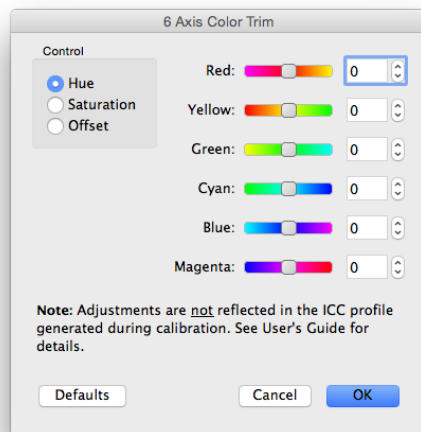 6 Axis Color Trim
Control
Hue
Saturation
Offset
Red: 0
Yellow: 0
Green: 0
Cyan: 0
Blue: 0
Magenta: 0
Note: Adjustments are not reflected in the ICC profile
generated during calibration. See User's Guide for
details.
Defaults Cancel OK